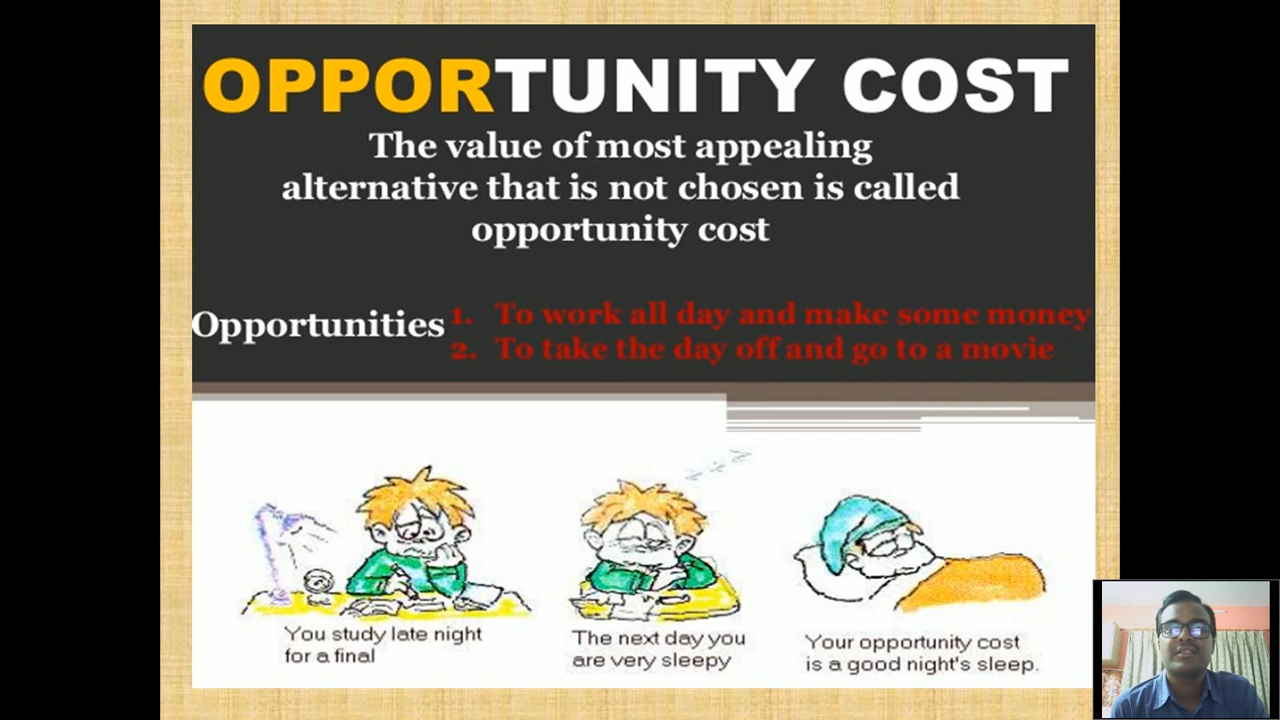 OPPORTUNITY COST
The value of most appealing
alternative that is not chosen is called
opportunity cost
Opportunities
1. To work all day and make some money
2. To take the day off and go to a movie
You study late night
for a final
The next day you
are very sleepy
Your opportunity cost
is a good night's sleep.